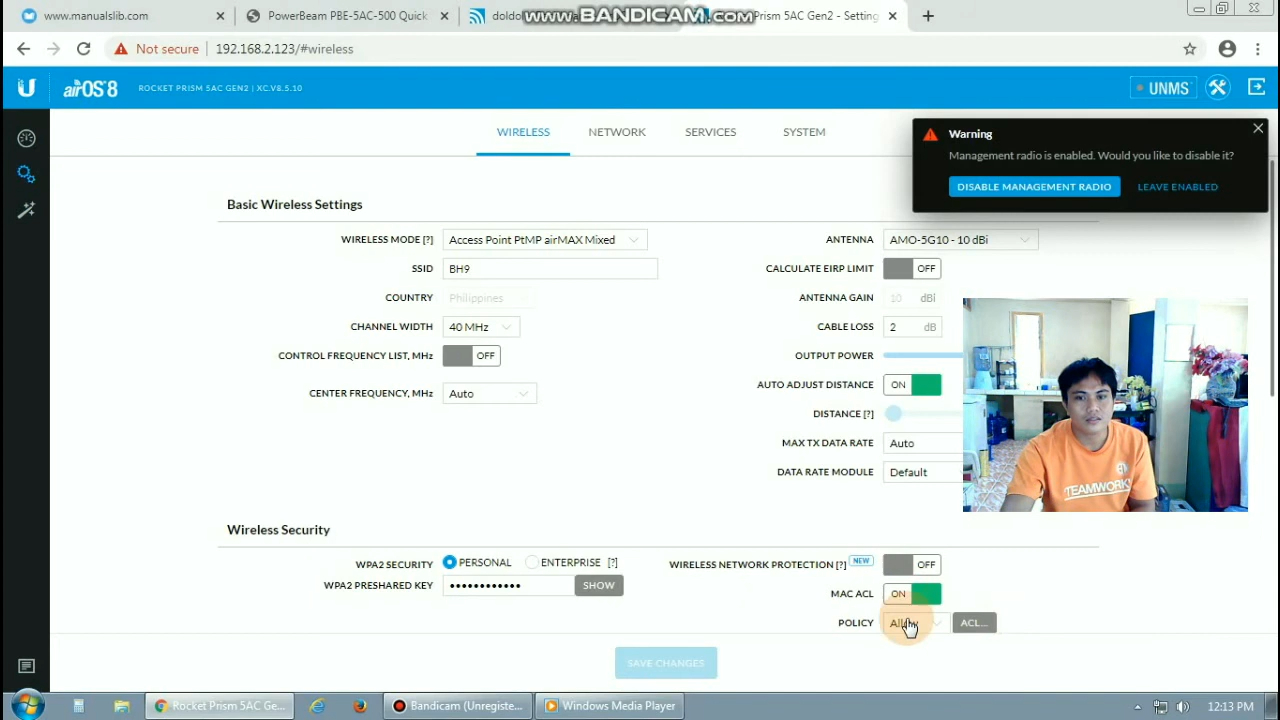 www.manualslib.com
PowerBeam PBE-5AC-500 Quick
doldo
WWW.BANDICAM.COM
Prism 5AC Gen2 - Setting
Not secure
192.168.2.123/#wireless
airOS 8
ROCKET PRISM 5AC GEN2 | XC.V8.5.10
UNMS
WIRELESS NETWORK SERVICES SYSTEM
Warning
Management radio is enabled. Would you like to disable it?
DISABLE MANAGEMENT RADIO LEAVE ENABLED
Basic Wireless Settings
WIRELESS MODE [?] Access Point PtMP airMAX Mixed
SSID BH9
COUNTRY Philippines
CHANNEL WIDTH 40 MHz
CONTROL FREQUENCY LIST, MHz OFF
CENTER FREQUENCY, MHz Auto
ANTENNA AMO-5G10 - 10 dBi
CALCULATE EIRP LIMIT OFF
ANTENNA GAIN 10 dBi
CABLE LOSS 2 dB
OUTPUT POWER
AUTO ADJUST DISTANCE ON
DISTANCE [?]
MAX TX DATA RATE Auto
DATA RATE MODULE Default
TEAMWORK
Wireless Security
WPA2 SECURITY PERSONAL ENTERPRISE [?]
WPA2 PRESHARED KEY •••••••••••• SHOW
WIRELESS NETWORK PROTECTION [?] NEW OFF
MAC ACL ON
POLICY Allow ACL...
SAVE CHANGES
Rocket Prism 5AC Ge...
Bandicam (Unregiste...
Windows Media Player
12:13 PM